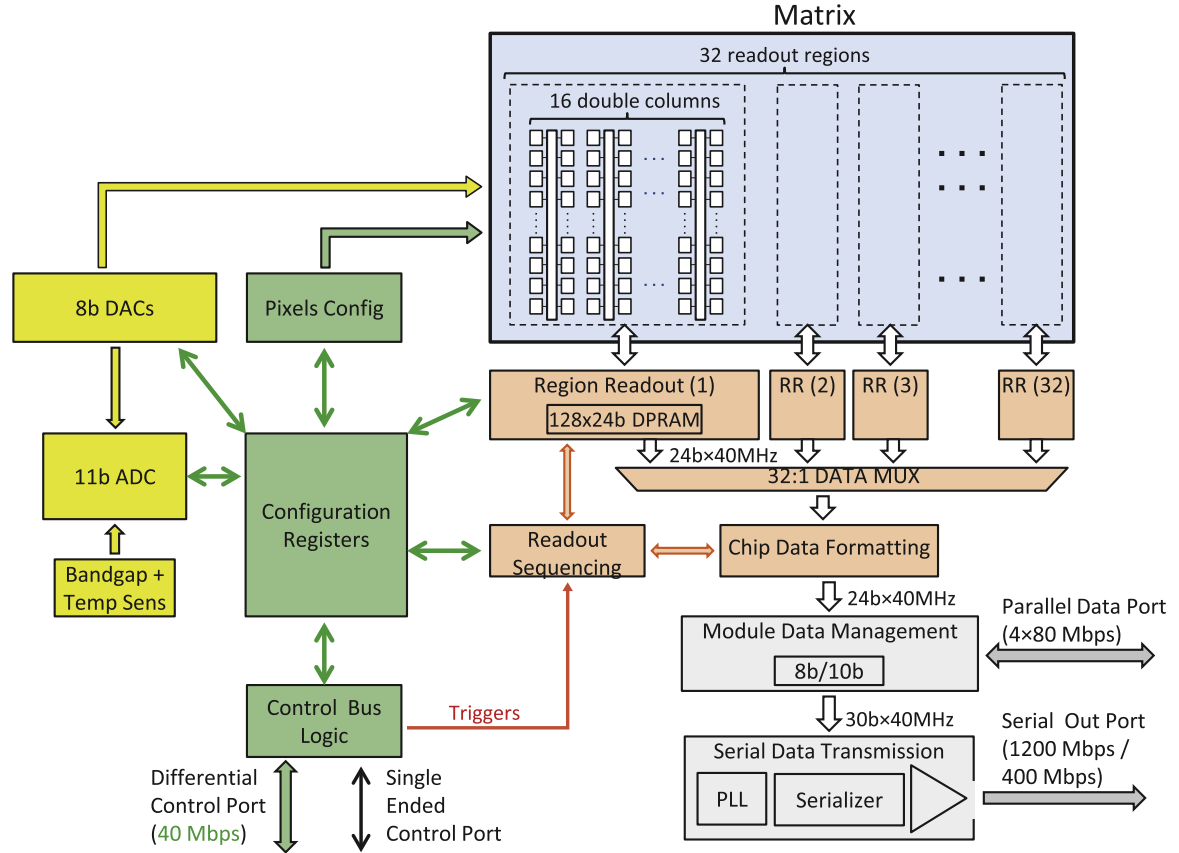 Matrix
32 readout regions
16 double columns
8b DACs
Pixels Config
Region Readout (1)
128x24b DPRAM
RR (2)
RR (3)
RR (32)
24b×40MHz
32:1 DATA MUX
11b ADC
Configuration
Registers
Readout
Sequencing
Chip Data Formatting
Bandgap +
Temp Sens
24b×40MHz
Parallel Data Port
(4×80 Mbps)
Module Data Management
8b/10b
Control Bus
Logic
Triggers
30b×40MHz
Serial Out Port
(1200 Mbps /
400 Mbps)
Serial Data Transmission
PLL
Serializer
Differential
Control Port
(40 Mbps)
Single
Ended
Control Port